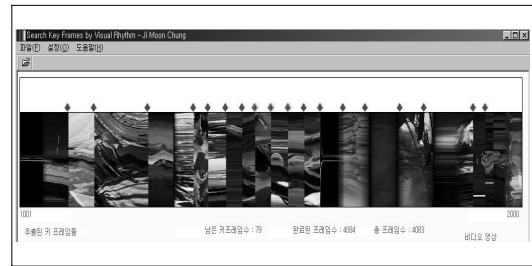 Search Key Frames by Visual Rhythm - Ji Moon Chung
파일(F) 설정(O) 도움말(H)
1001 2000
추출된 키 프레임들 남은 키프레임수 : 79 완료된 프레임수 : 4084 총 프레임수 : 4083 비디오 영상